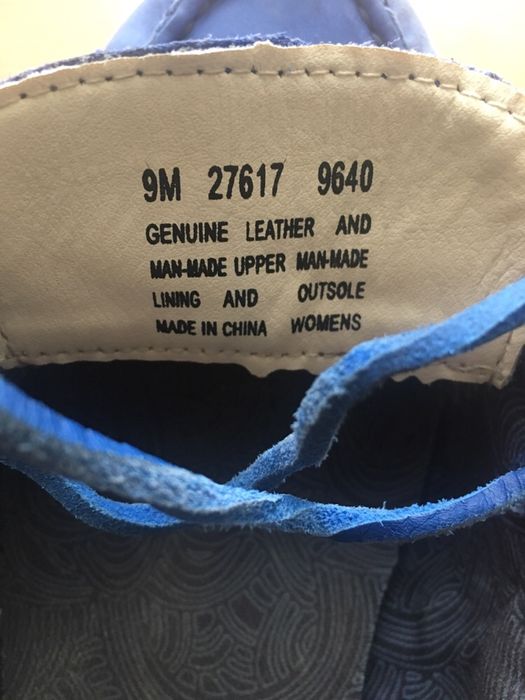 9M 27617 9640
GENUINE LEATHER AND
MAN-MADE UPPER MAN-MADE
LINING AND OUTSOLE
MADE IN CHINA WOMENS